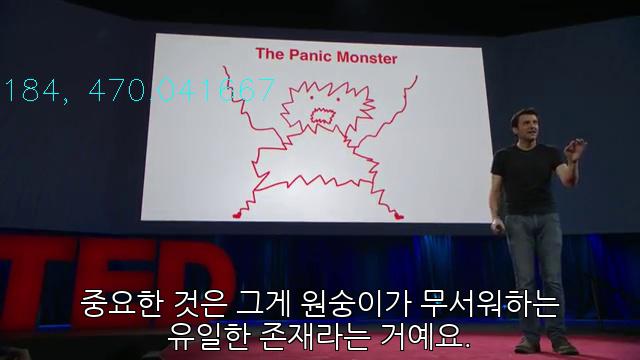 The Panic Monster
184, 470.041667
TED
중요한 것은 그게 원숭이가 무서워하는
유일한 존재라는 거예요.